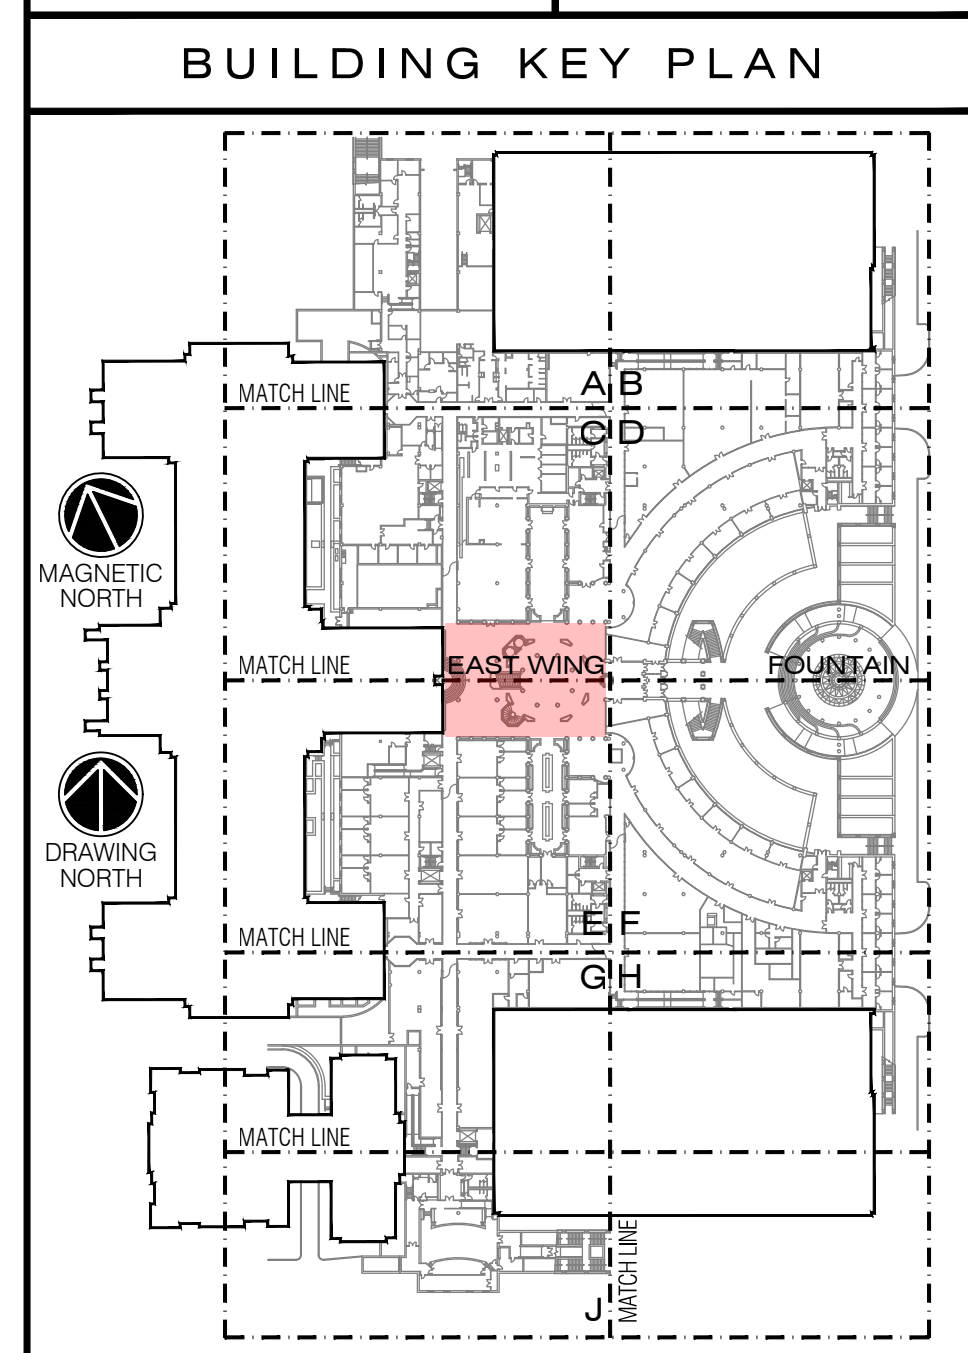 BUILDING KEY PLAN
A B
MATCH LINE
C D
MAGNETIC
NORTH
MATCH LINE
EAST WING
FOUNTAIN
DRAWING
NORTH
E F
MATCH LINE
G H
MATCH LINE
MATCH LINE
J